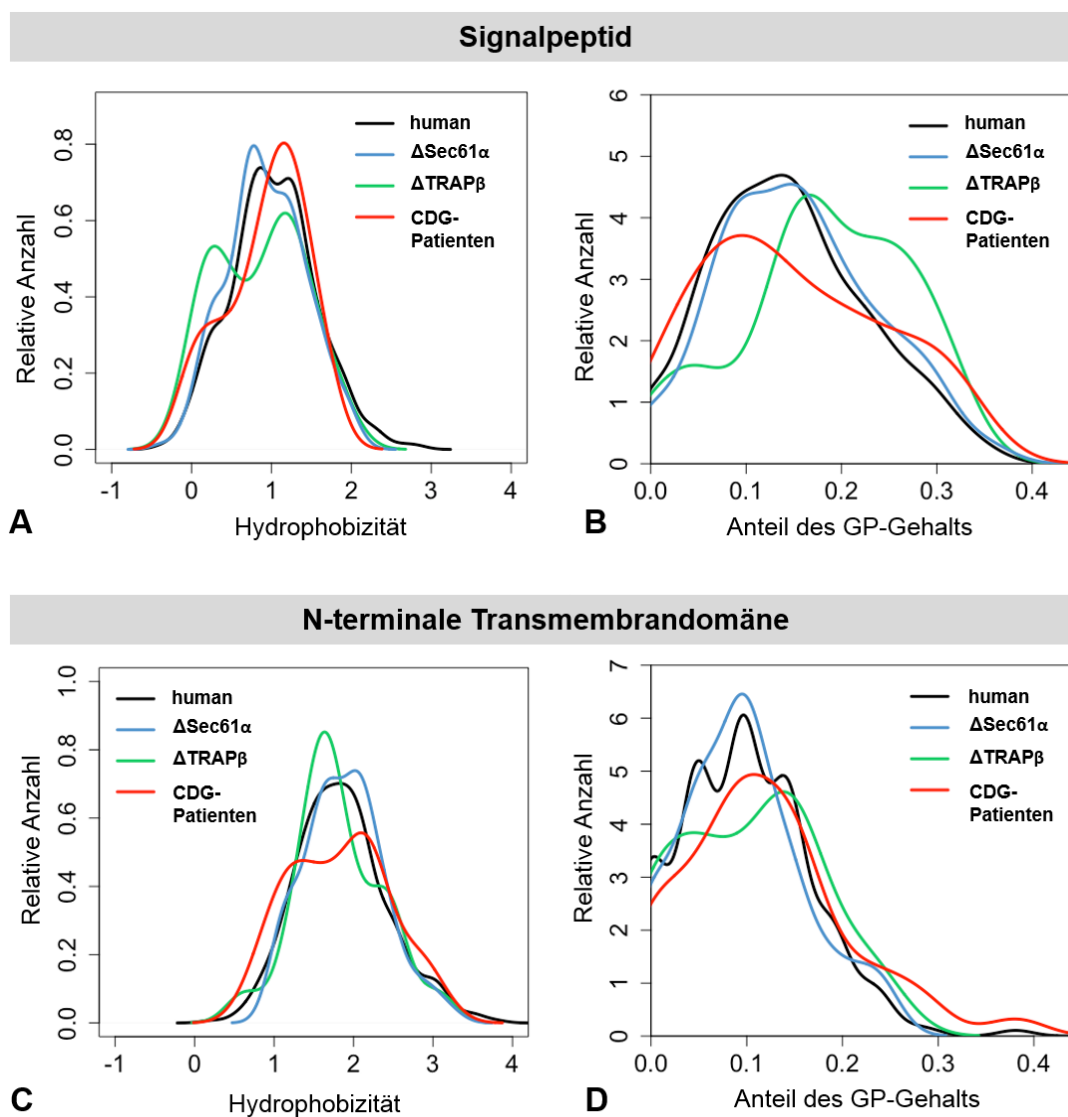 Signalpeptid
Relative Anzahl
0.0 0.2 0.4 0.6 0.8
human
ΔSec61α
ΔTRAPβ
CDG-
Patienten
-1 0 1 2 3 4
Hydrophobizität
A
Relative Anzahl
0 1 2 3 4 5 6
human
ΔSec61α
ΔTRAPβ
CDG-
Patienten
0.0 0.1 0.2 0.3 0.4
Anteil des GP-Gehalts
B
N-terminale Transmembrandomäne
Relative Anzahl
0.0 0.2 0.4 0.6 0.8 1.0
human
ΔSec61α
ΔTRAPβ
CDG-
Patienten
-1 0 1 2 3 4
Hydrophobizität
C
Relative Anzahl
0 1 2 3 4 5 6 7
human
ΔSec61α
ΔTRAPβ
CDG-
Patienten
0.0 0.1 0.2 0.3 0.4
Anteil des GP-Gehalts
D